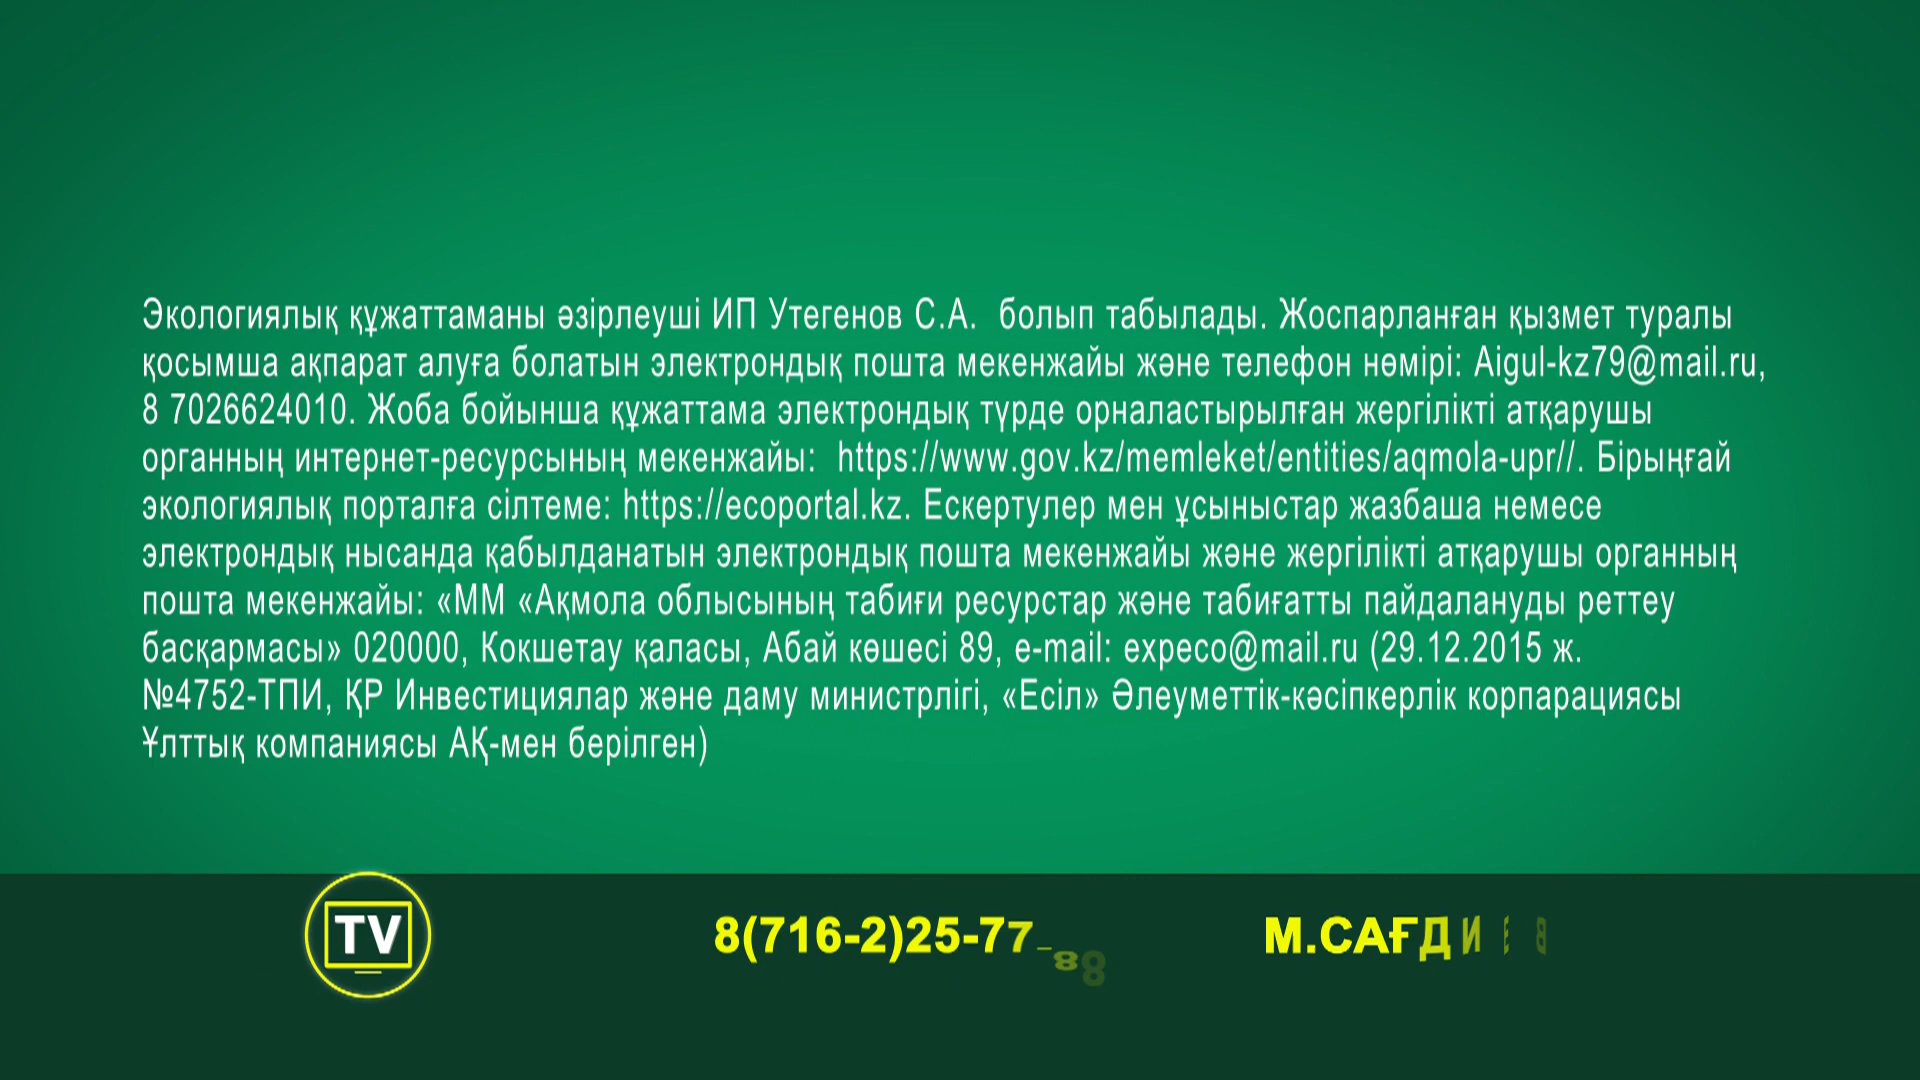 Экологиялық құжаттаманы әзірлеуші ИП Утегенов С.А.  болып табылады. Жоспарланған қызмет туралы
қосымша ақпарат алуға болатын электрондық пошта мекенжайы және телефон нөмірі: Aigul-kz79@mail.ru,
8 7026624010. Жоба бойынша құжаттама электрондық түрде орналастырылған жергілікті атқарушы
органның интернет-ресурсының мекенжайы:  https://www.gov.kz/memleket/entities/aqmola-upr//. Бірыңғай
экологиялық порталға сілтеме: https://ecoportal.kz. Ескертулер мен ұсыныстар жазбаша немесе
электрондық нысанда қабылданатын электрондық пошта мекенжайы және жергілікті атқарушы органның
пошта мекенжайы: «ММ «Ақмола облысының табиғи ресурстар және табиғатты пайдалануды реттеу
басқармасы» 020000, Кокшетау қаласы, Абай көшесі 89, e-mail: expeco@mail.ru (29.12.2015 ж.
№4752-ТПИ, ҚР Инвестициялар және даму министрлігі, «Есіл» Әлеуметтік-кәсіпкерлік корпарациясы
Ұлттық компаниясы АҚ-мен берілген)
TV
8(716-2)25-77-88